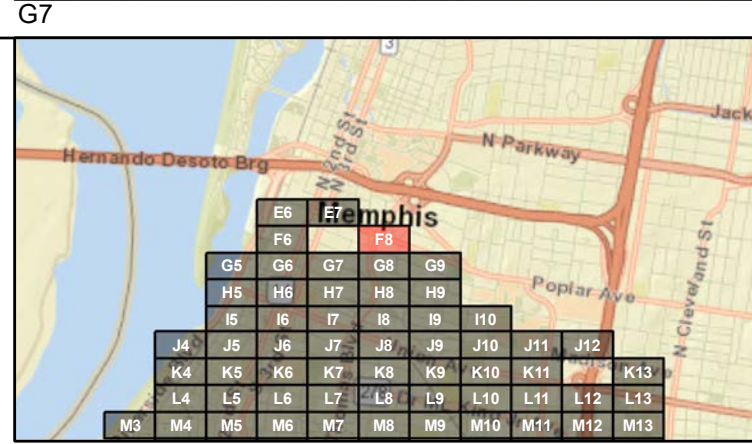 G7
3
Jack
N 2nd St
N 3rd St
N Parkway
Hernando Desoto Brg
E6 E7
Memphis
F6 F8
G5 G6 G7 G8 G9
Poplar Ave
N Cleveland St
H5 H6 H7 H8 H9
I5 I6 I7 I8 I9 I10
J4 J5 J6 J7 J8 J9 J10 J11 J12
K4 K5 K6 K7 K8 K9 K10 K11 K13
L4 L5 L6 L7 L8 L9 L10 L11 L12 L13
M3 M4 M5 M6 M7 M8 M9 M10 M11 M12 M13